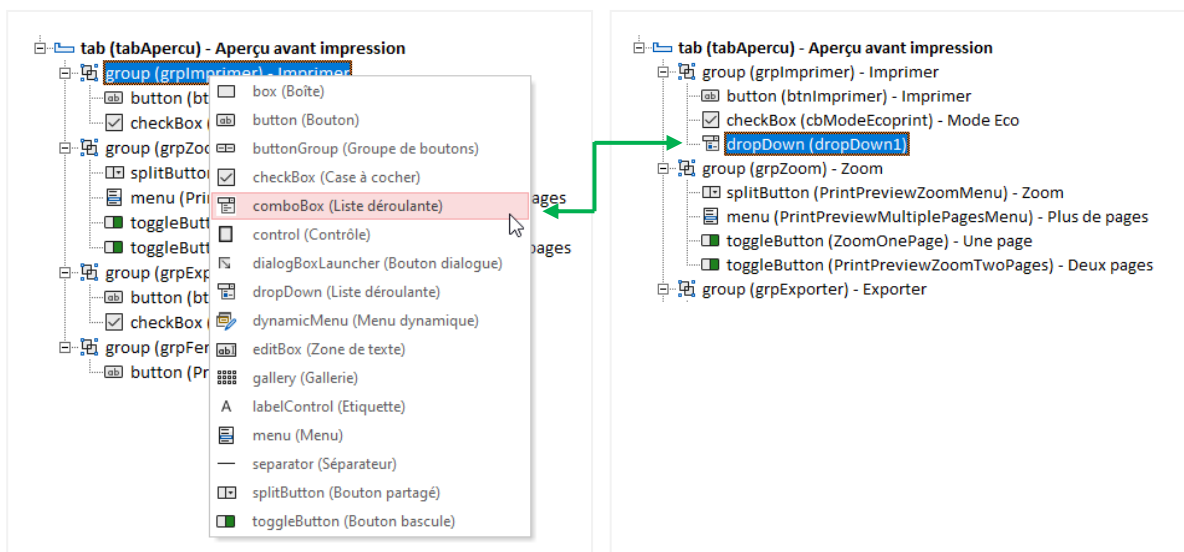 tab (tabApercu) - Aperçu avant impression
group (grpImprimer) - Imprimer
button (bt
checkBox (
group (grpZoo
splitButton
menu (Pri
ages
toggleButt
toggleButt
pages
group (grpExp
button (bt
checkBox (
group (grpFer
button (Pr
box (Boîte)
button (Bouton)
buttonGroup (Groupe de boutons)
checkBox (Case à cocher)
comboBox (Liste déroulante)
control (Contrôle)
dialogBoxLauncher (Bouton dialogue)
dropDown (Liste déroulante)
dynamicMenu (Menu dynamique)
editBox (Zone de texte)
gallery (Gallerie)
labelControl (Etiquette)
menu (Menu)
separator (Séparateur)
splitButton (Bouton partagé)
toggleButton (Bouton bascule)
tab (tabApercu) - Aperçu avant impression
group (grpImprimer) - Imprimer
button (btnImprimer) - Imprimer
checkBox (cbModeEcoprint) - Mode Eco
dropDown (dropDown1)
group (grpZoom) - Zoom
splitButton (PrintPreviewZoomMenu) - Zoom
menu (PrintPreviewMultiplePagesMenu) - Plus de pages
toggleButton (ZoomOnePage) - Une page
toggleButton (PrintPreviewZoomTwoPages) - Deux pages
group (grpExporter) - Exporter